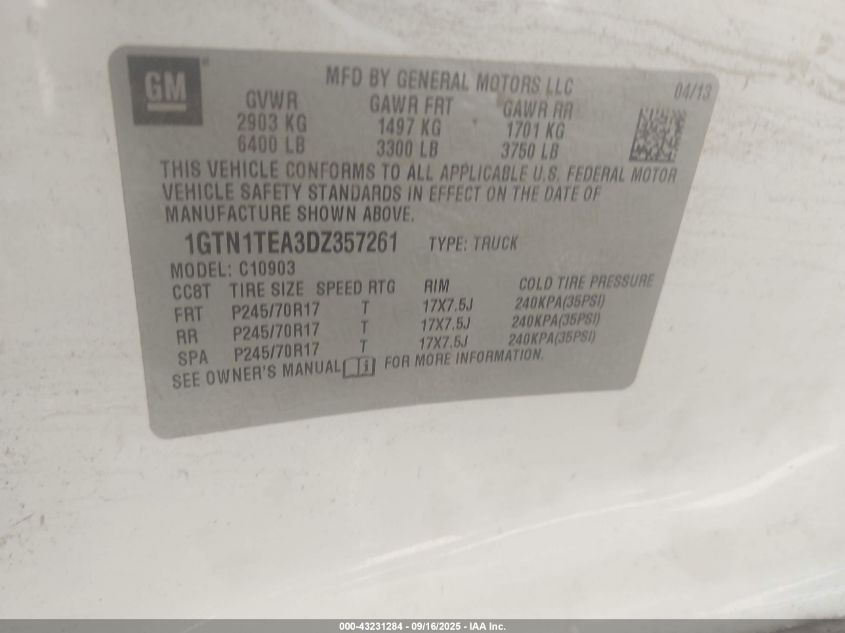 GM
MFD BY GENERAL MOTORS LLC 04/13
GVWR GAWR FRT GAWR RR
2903 KG 1497 KG 1701 KG
6400 LB 3300 LB 3750 LB
THIS VEHICLE CONFORMS TO ALL APPLICABLE U.S. FEDERAL MOTOR
VEHICLE SAFETY STANDARDS IN EFFECT ON THE DATE OF
MANUFACTURE SHOWN ABOVE.
1GTN1TEA3DZ357261 TYPE: TRUCK
MODEL: C10903
CC8T TIRE SIZE SPEED RTG RIM COLD TIRE PRESSURE
FRT P245/70R17 T 17X7.5J 240KPA(35PSI)
RR P245/70R17 T 17X7.5J 240KPA(35PSI)
SPA P245/70R17 T 17X7.5J 240KPA(35PSI)
SEE OWNER'S MANUAL i FOR MORE INFORMATION.
000-43231284 - 09/16/2025 - IAA Inc.